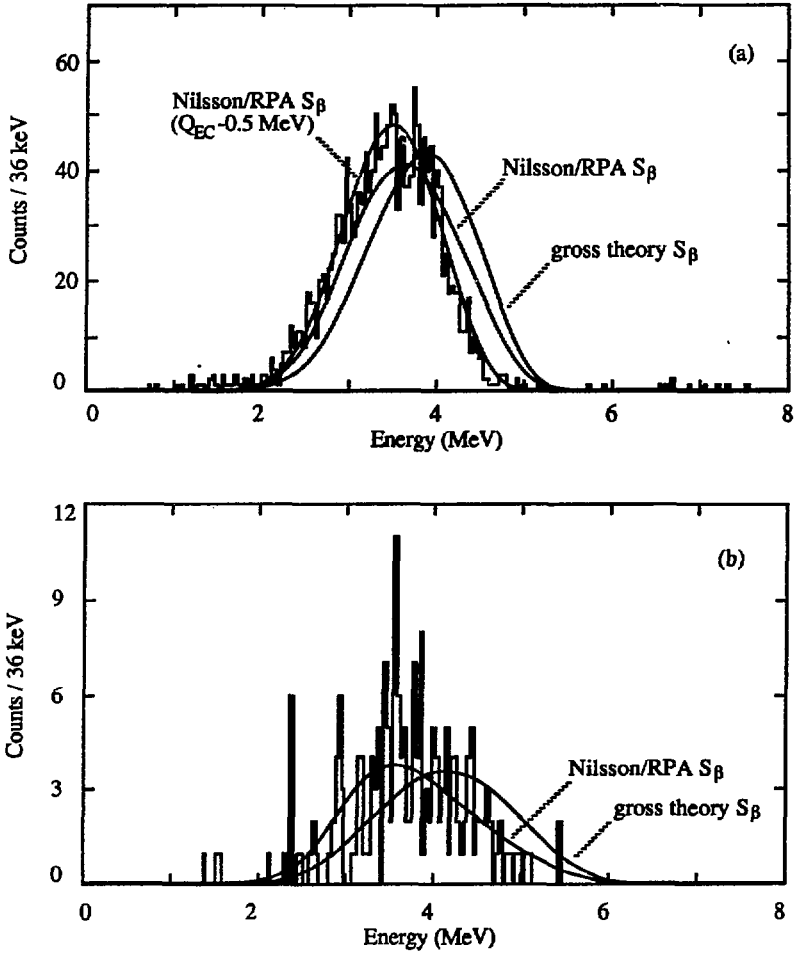 (a)
60
40
20
0
Counts / 36 keV
Nilsson/RPA Sβ
(QEC-0.5 MeV)
Nilsson/RPA Sβ
gross theory Sβ
0 2 4 6 8
Energy (MeV)
(b)
12
9
6
3
0
Counts / 36 keV
Nilsson/RPA Sβ
gross theory Sβ
0 2 4 6 8
Energy (MeV)